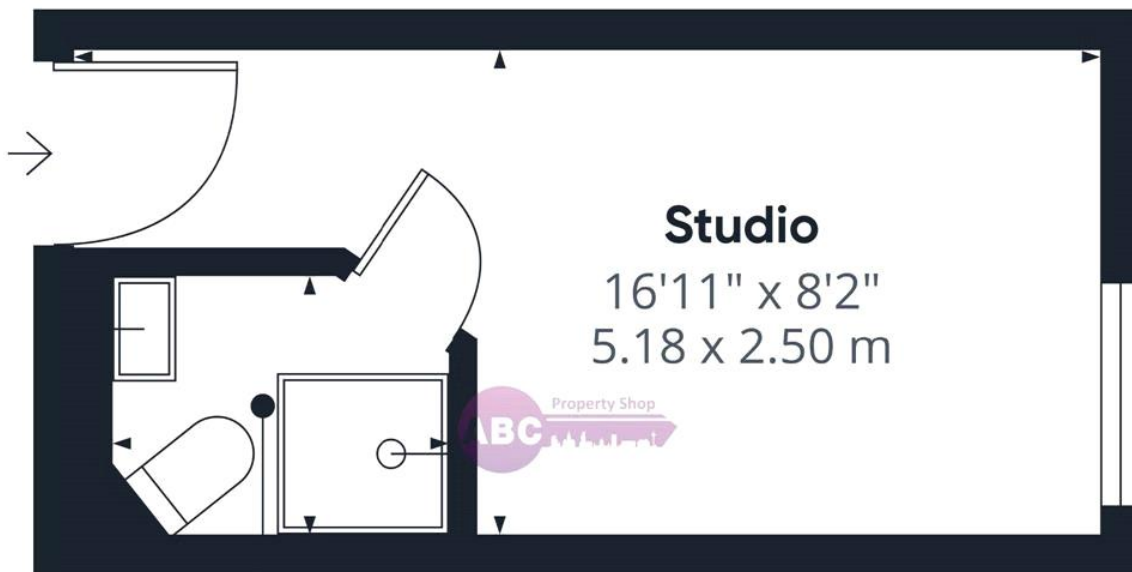 Studio
16'11" x 8'2"
5.18 x 2.50 m
Property Shop
ABC